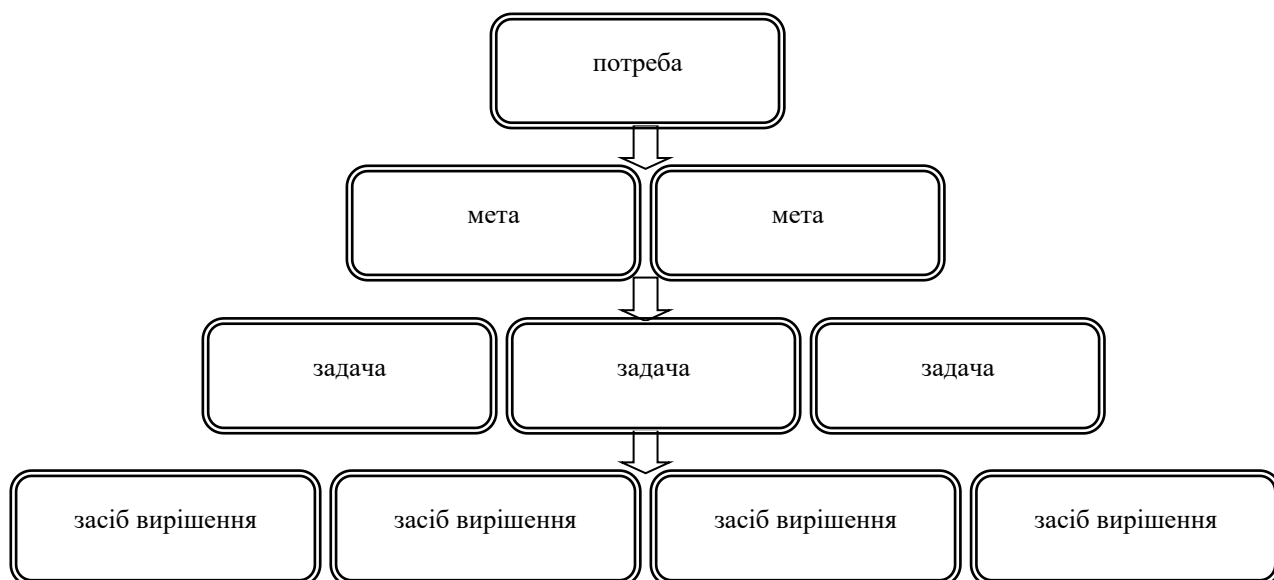 потреба
мета
мета
задача
задача
задача
засіб вирішення
засіб вирішення
засіб вирішення
засіб вирішення